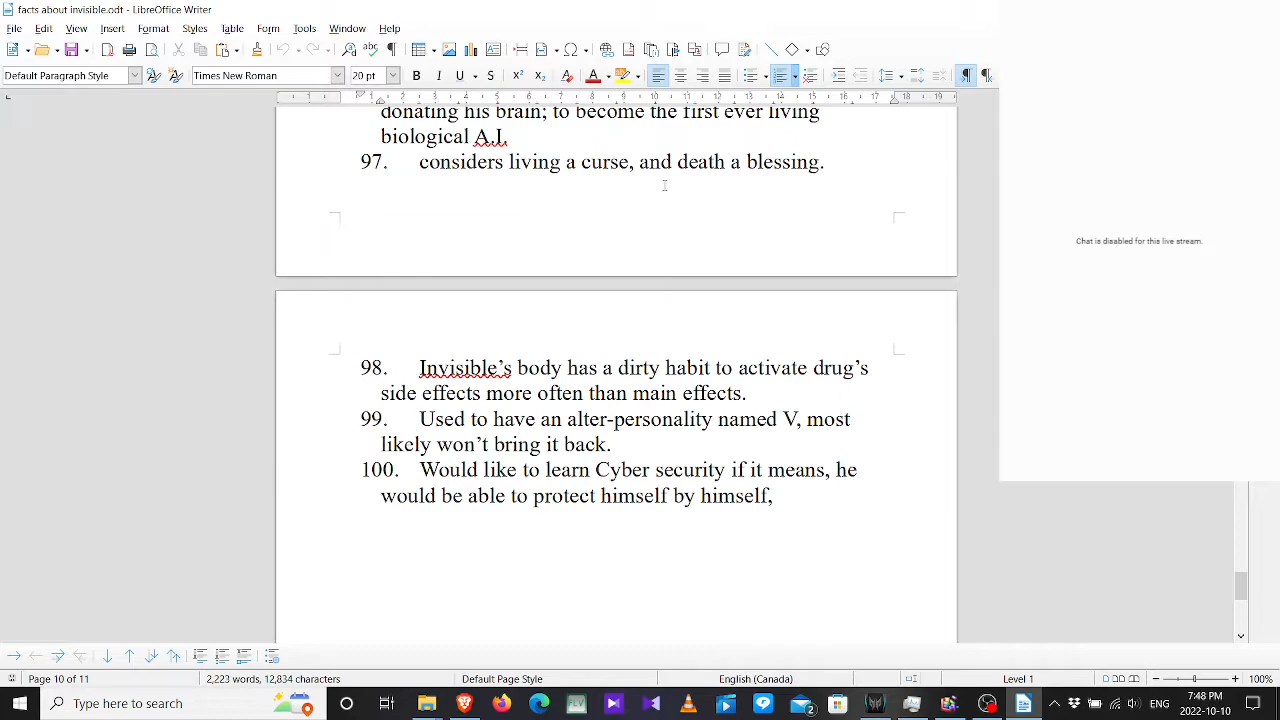 facts about invisible.odt - LibreOffice Writer
File Edit View Insert Format Styles Table Form Tools Window Help
Default Paragraph Style Times New Roman 20 pt
donating his brain; to become the first ever living
biological A.I.
97. considers living a curse, and death a blessing.
Chat is disabled for this live stream.
98. Invisible’s body has a dirty habit to activate drug’s
side effects more often than main effects.
99. Used to have an alter-personality named V, most
likely won’t bring it back.
100. Would like to learn Cyber security if it means, he
would be able to protect himself by himself,
Page 10 of 11 2,223 words, 12,834 characters Default Page Style English (Canada) Level 1 100%
Type here to search
7:48 PM
2022-10-10